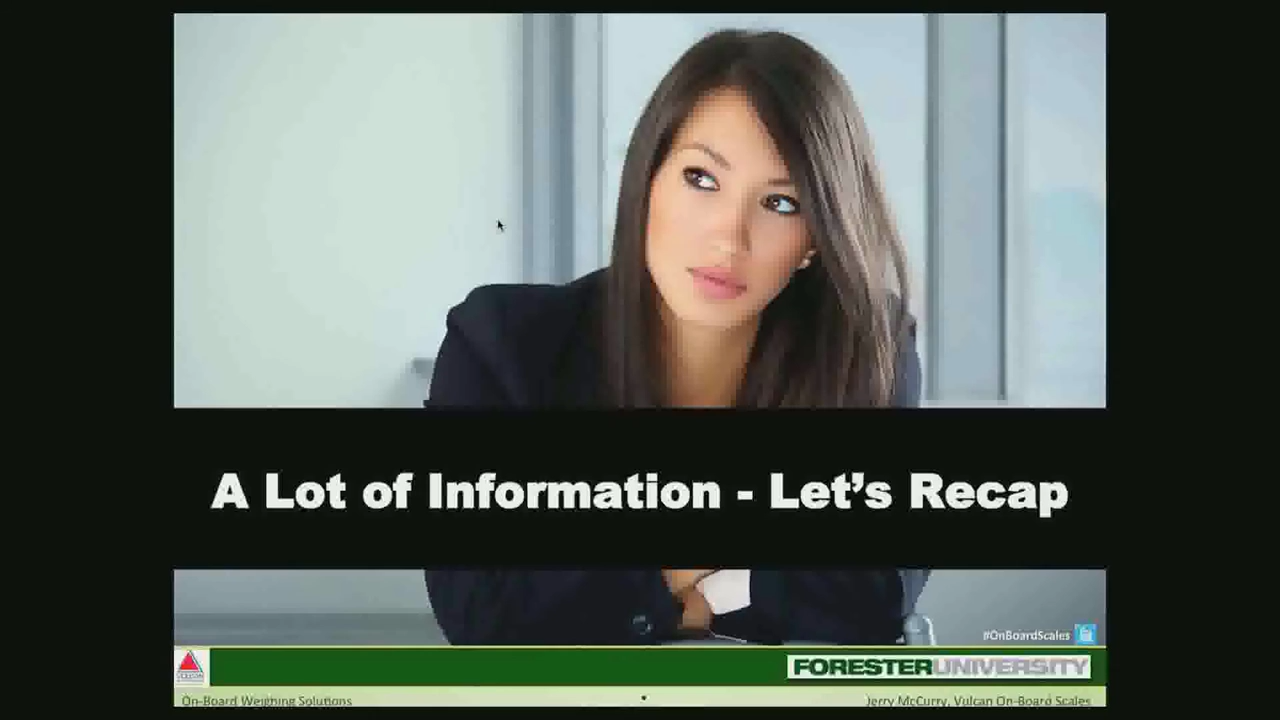 A Lot of Information - Let's Recap
#OnBoardScales
FORESTERUNIVERSITY
On-Board Weighing Solutions
Jerry McCurry, Vulcan On-Board Scales